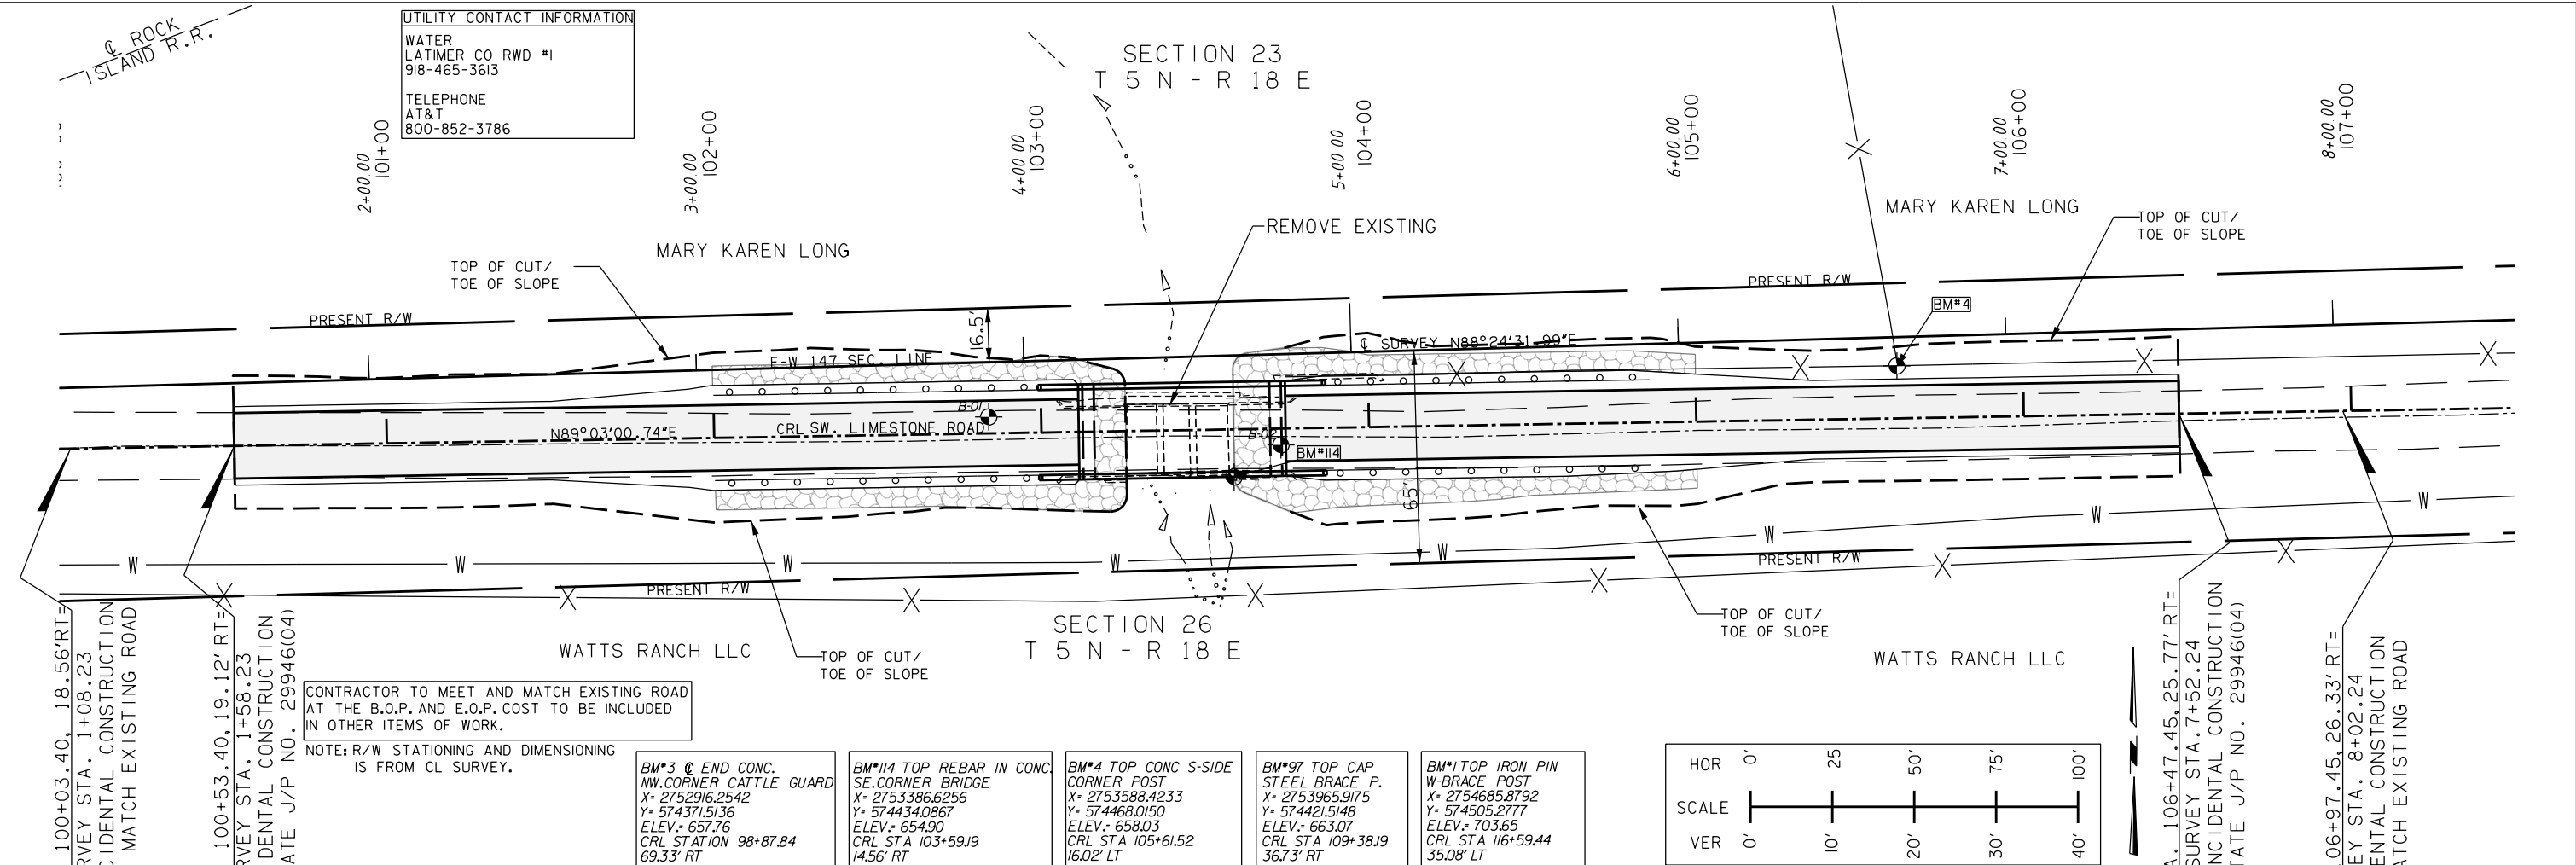 ℄ ROCK
ISLAND R.R.
UTILITY CONTACT INFORMATION
WATER
LATIMER CO RWD #1
918-465-3613
TELEPHONE
AT&T
800-852-3786
SECTION 23
T 5 N - R 18 E
2+00.00
101+00
3+00.00
102+00
4+00.00
103+00
5+00.00
104+00
6+00.00
105+00
7+00.00
106+00
8+00.00
107+00
MARY KAREN LONG
REMOVE EXISTING
MARY KAREN LONG
TOP OF CUT/
TOE OF SLOPE
TOP OF CUT/
TOE OF SLOPE
PRESENT R/W
PRESENT R/W
16.5'
BM#4
E-W 147 SEC. LINE
℄ SURVEY N88°24'31.99"E
B-01
N89°03'00.74"E
CRL SW. LIMESTONE ROAD
B-02
BM#114
65'
W
W
W
W
W
W
W
W
PRESENT R/W
PRESENT R/W
SECTION 26
T 5 N - R 18 E
WATTS RANCH LLC
TOP OF CUT/
TOE OF SLOPE
TOP OF CUT/
TOE OF SLOPE
WATTS RANCH LLC
100+03.40, 18.56'RT=
RVEY STA. 1+08.23
CIDENTAL CONSTRUCTION
MATCH EXISTING ROAD
100+53.40, 19.12' RT=
RVEY STA. 1+58.23
DENTAL CONSTRUCTION
ATE J/P NO. 29946(04)
CONTRACTOR TO MEET AND MATCH EXISTING ROAD
AT THE B.O.P. AND E.O.P. COST TO BE INCLUDED
IN OTHER ITEMS OF WORK.
NOTE: R/W STATIONING AND DIMENSIONING
IS FROM CL SURVEY.
BM#3 ℄ END CONC.
NW.CORNER CATTLE GUARD
X= 2752916.2542
Y= 574371.5136
ELEV.= 657.76
CRL STATION 98+87.84
69.33' RT
BM#114 TOP REBAR IN CONC.
SE.CORNER BRIDGE
X= 2753386.6256
Y= 574434.0867
ELEV.= 654.90
CRL STA 103+59.19
14.56' RT
BM#4 TOP CONC S-SIDE
CORNER POST
X= 2753588.4233
Y= 574468.0150
ELEV.= 658.03
CRL STA 105+61.52
16.02' LT
BM#97 TOP CAP
STEEL BRACE P.
X= 2753965.9175
Y= 574421.5148
ELEV.= 663.07
CRL STA 109+38.19
36.73' RT
BM#1 TOP IRON PIN
W-BRACE POST
X= 2754685.8792
Y= 574505.2777
ELEV.= 703.65
CRL STA 116+59.44
35.08' LT
HOR 0' 25 50' 75' 100'
SCALE
VER 0' 10' 20' 30' 40'
A. 106+47.45, 25.77' RT=
SURVEY STA. 7+52.24
NCIDENTAL CONSTRUCTION
TATE J/P NO. 29946(04)
06+97.45, 26.33' RT=
EY STA. 8+02.24
ENTAL CONSTRUCTION
ATCH EXISTING ROAD